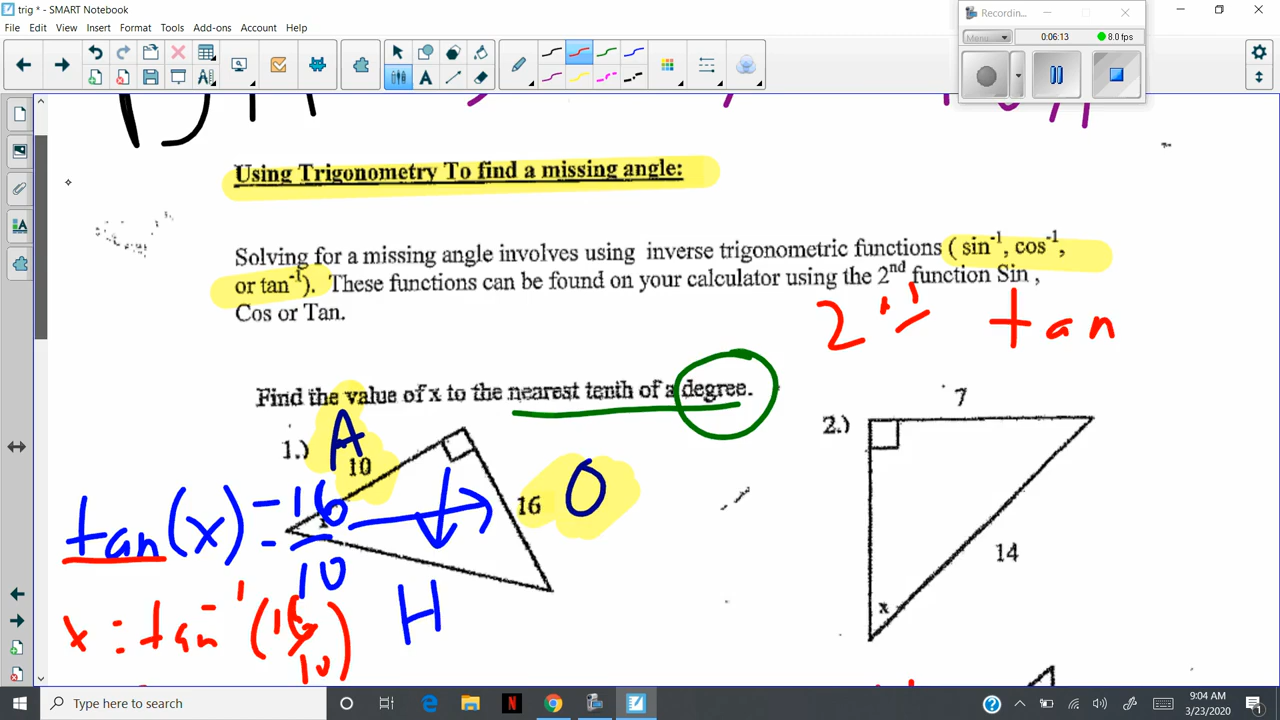 trig * - SMART Notebook
File Edit View Insert Format Tools Add-ons Account Help
Recordin...
Menu
0:06:13
8.0 fps
Using Trigonometry To find a missing angle:
Solving for a missing angle involves using inverse trigonometric functions ( sin⁻¹, cos⁻¹,
or tan⁻¹). These functions can be found on your calculator using the 2nd function Sin ,
Cos or Tan.
2nd tan
Find the value of x to the nearest tenth of a degree.
1.)
A
10
16
O
tan(x) = 16/10
H
x = tan⁻¹(16/10)
2.)
7
14
x
Type here to search
9:04 AM
3/23/2020